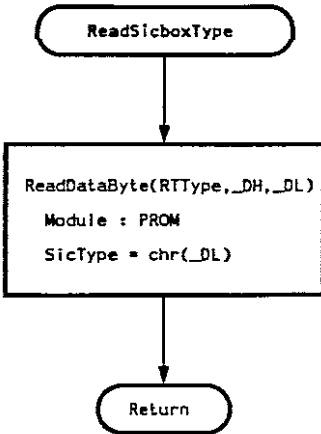 ReadSicboxType
ReadDataByte(RTType,_DH,_DL)
Module : PROM
SicType = chr(_DL)
Return